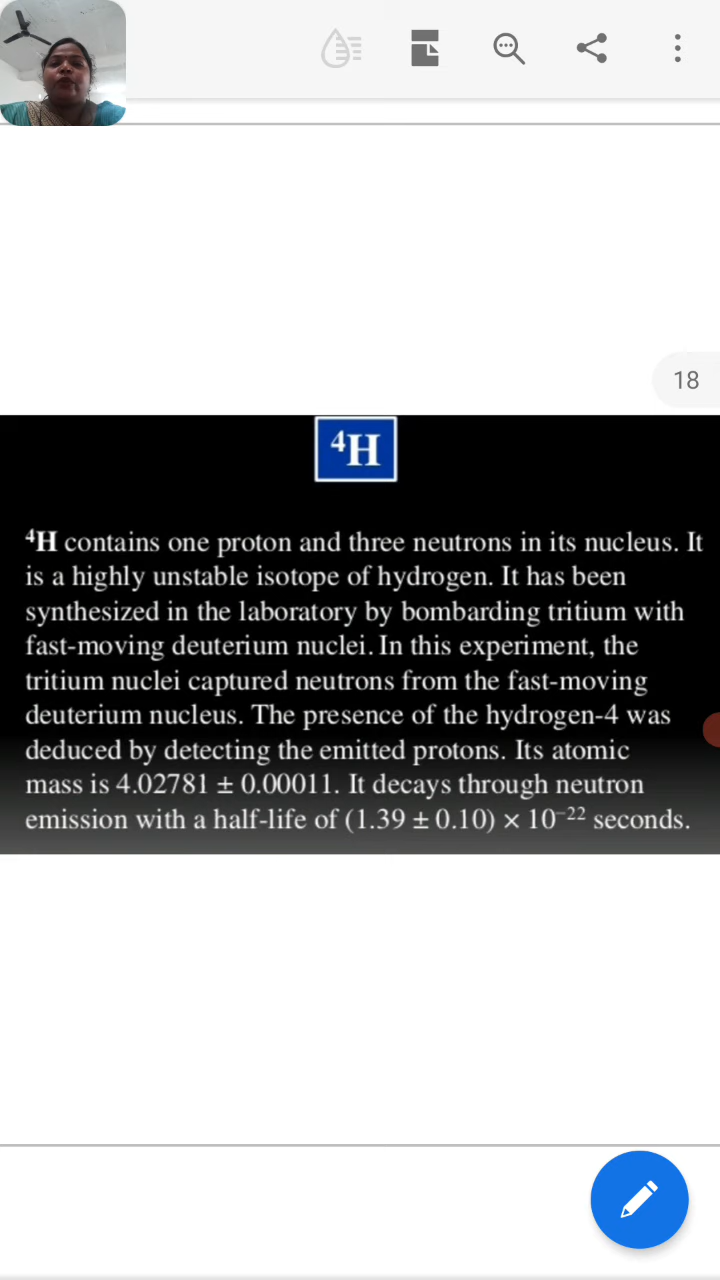 18
⁴H
⁴H contains one proton and three neutrons in its nucleus. It
is a highly unstable isotope of hydrogen. It has been
synthesized in the laboratory by bombarding tritium with
fast-moving deuterium nuclei. In this experiment, the
tritium nuclei captured neutrons from the fast-moving
deuterium nucleus. The presence of the hydrogen-4 was
deduced by detecting the emitted protons. Its atomic
mass is 4.02781 ± 0.00011. It decays through neutron
emission with a half-life of (1.39 ± 0.10) × 10⁻²² seconds.